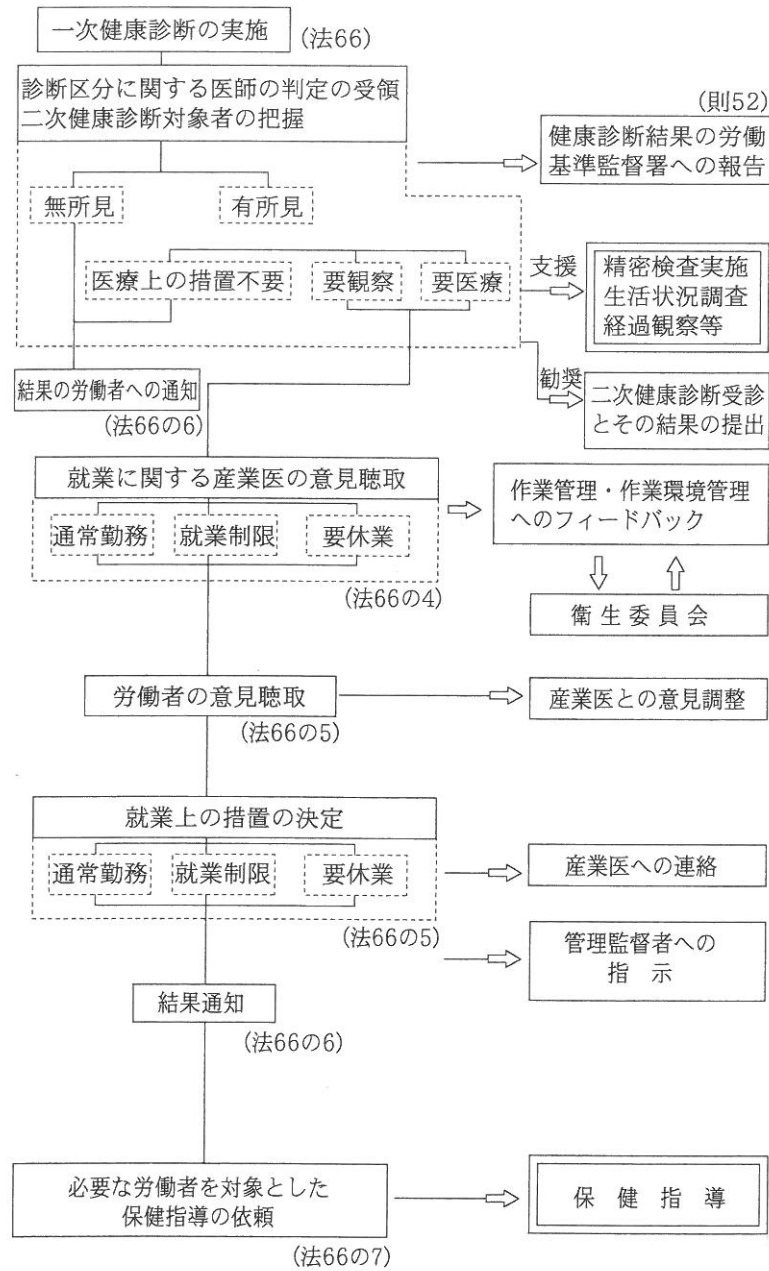 一次健康診断の実施
(法66)
診断区分に関する医師の判定の受領
二次健康診断対象者の把握
(則52)
健康診断結果の労働
基準監督署への報告
無所見
有所見
医療上の措置不要
要観察
要医療
支援
精密検査実施
生活状況調査
経過観察等
結果の労働者への通知
(法66の6)
勧奨
二次健康診断受診
とその結果の提出
就業に関する産業医の意見聴取
通常勤務
就業制限
要休業
(法66の4)
作業管理・作業環境管理
へのフィードバック
衛生委員会
労働者の意見聴取
(法66の5)
産業医との意見調整
就業上の措置の決定
通常勤務
就業制限
要休業
(法66の5)
産業医への連絡
管理監督者への
指示
結果通知
(法66の6)
必要な労働者を対象とした
保健指導の依頼
(法66の7)
保健指導